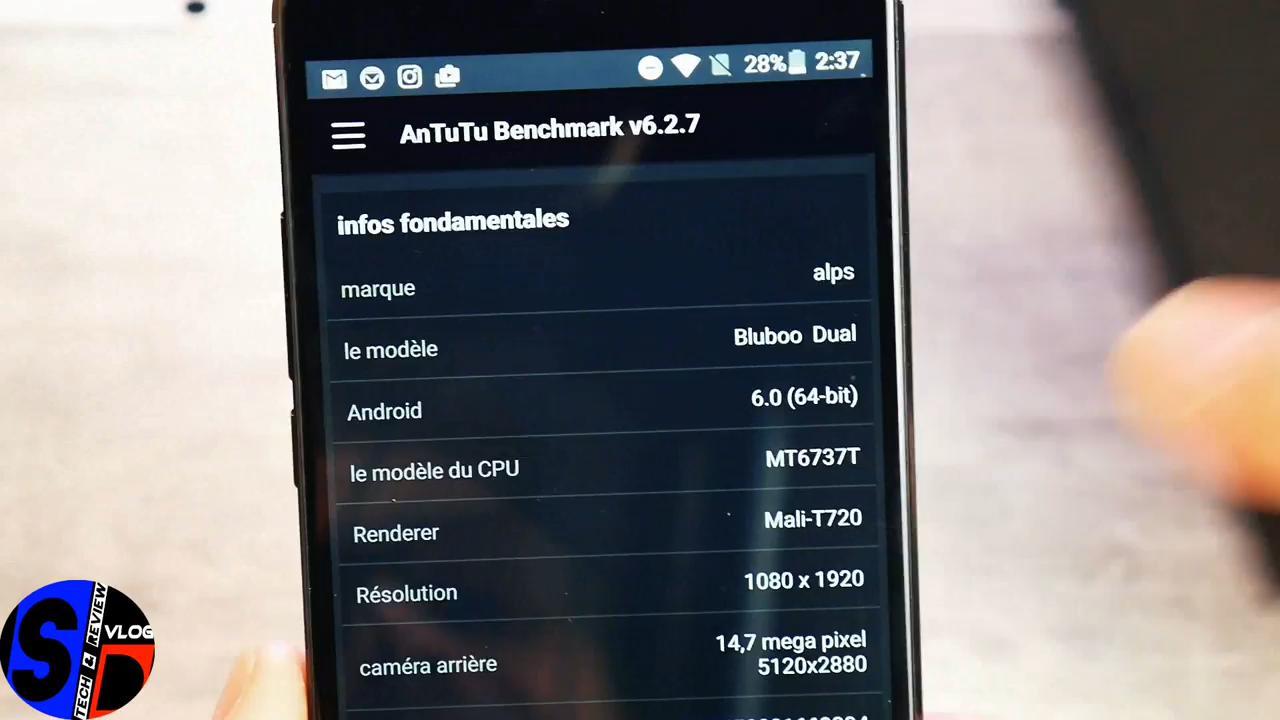 28% 2:37
AnTuTu Benchmark v6.2.7
infos fondamentales
marque alps
le modèle Bluboo Dual
Android 6.0 (64-bit)
le modèle du CPU MT6737T
Renderer Mali-T720
Résolution 1080 x 1920
caméra arrière 14,7 mega pixel
5120x2880
SD
TECH & REVIEW
VLOG